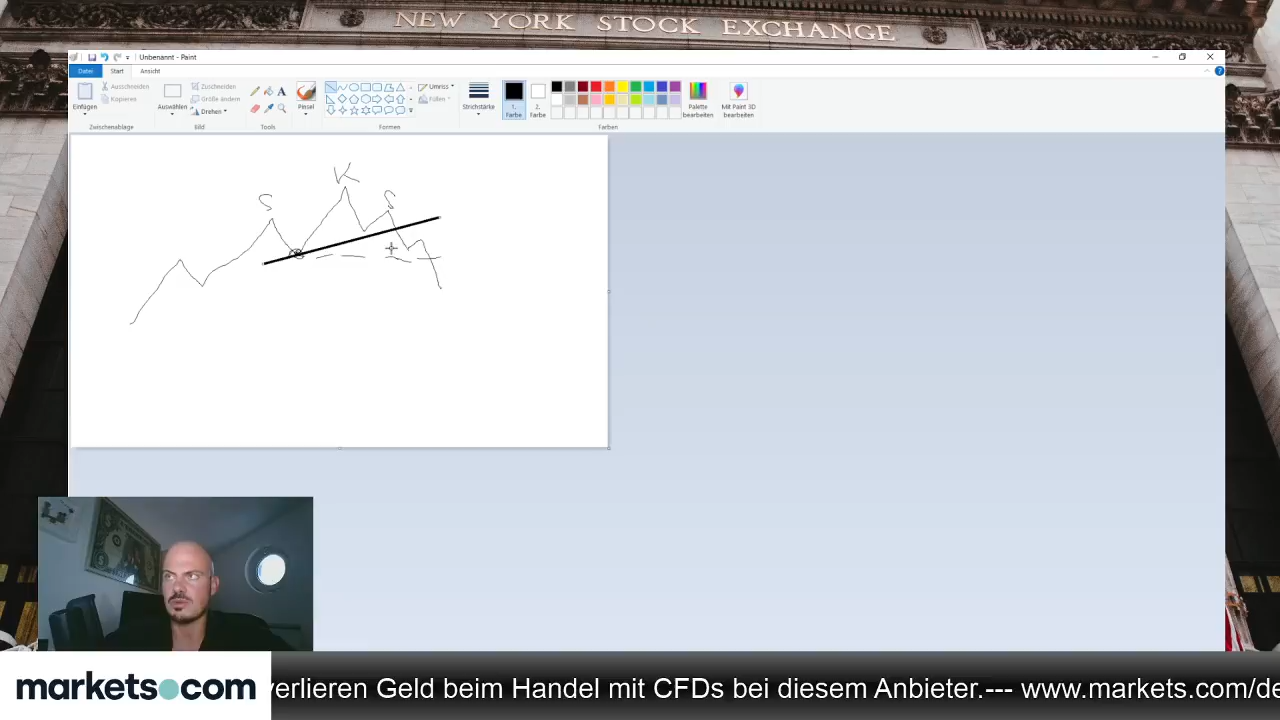 NEW YORK STOCK EXCHANGE
Unbenannt - Paint
Datei Start Ansicht
Einfügen
Ausschneiden
Kopieren
Zwischenablage
Auswählen
Zuschneiden
Größe ändern
Drehen
Bild
Tools
Pinsel
Umriss
Füllen
Formen
Strichstärke
1. Farbe
2. Farbe
Farben
Palette bearbeiten
Mit Paint 3D bearbeiten
S K S
markets.com
verlieren Geld beim Handel mit CFDs bei diesem Anbieter.--- www.markets.com/de